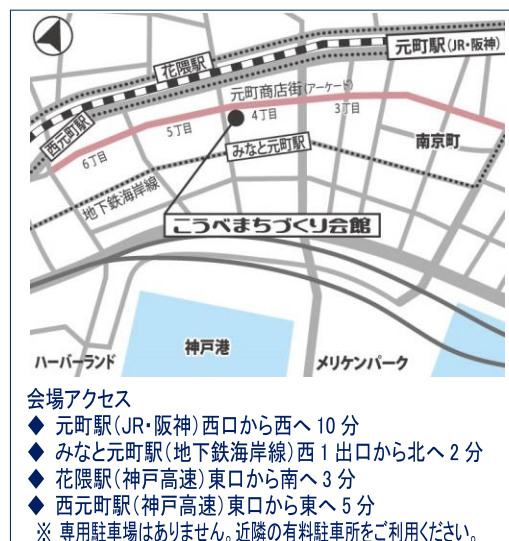 元町駅(JR・阪神)
花隈駅
元町商店街(アーケード)
西元町駅
6丁目
5丁目
4丁目
3丁目
南京町
みなと元町駅
地下鉄海岸線
こうべまちづくり会館
神戸港
ハーバーランド
メリケンパーク
会場アクセス
◆ 元町駅(JR・阪神)西口から西へ 10 分
◆ みなと元町駅(地下鉄海岸線)西 1 出口から北へ 2 分
◆ 花隈駅(神戸高速)東口から南へ 3 分
◆ 西元町駅(神戸高速)東口から東へ 5 分
※ 専用駐車場はありません。近隣の有料駐車所をご利用ください。